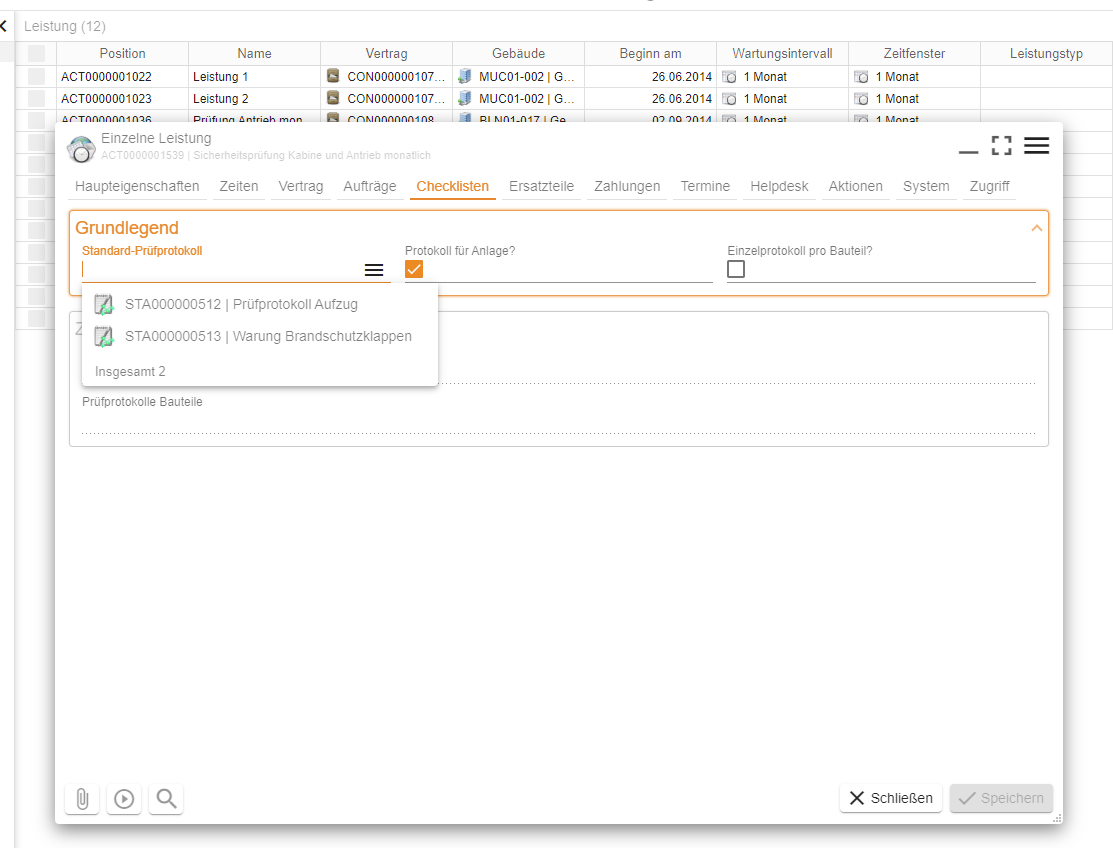 Leistung (12)
Position Name Vertrag Gebäude Beginn am Wartungsintervall Zeitfenster Leistungstyp
ACT0000001022 Leistung 1 CON000000107... MUC01-002 | G... 26.06.2014 1 Monat 1 Monat
ACT0000001023 Leistung 2 CON000000107... MUC01-002 | G... 26.06.2014 1 Monat 1 Monat
ACT0000001036 Prüfung Antrieb mon... CON000000108... BLN01-017 | Ge... 02.09.2014 1 Monat 1 Monat
Einzelne Leistung
ACT0000001539 | Sicherheitsprüfung Kabine und Antrieb monatlich
Haupteigenschaften Zeiten Vertrag Aufträge Checklisten Ersatzteile Zahlungen Termine Helpdesk Aktionen System Zugriff
Grundlegend
Standard-Prüfprotokoll Protokoll für Anlage? Einzelprotokoll pro Bauteil?
STA000000512 | Prüfprotokoll Aufzug
STA000000513 | Warung Brandschutzklappen
Insgesamt 2
Prüfprotokolle Bauteile
Schließen Speichern